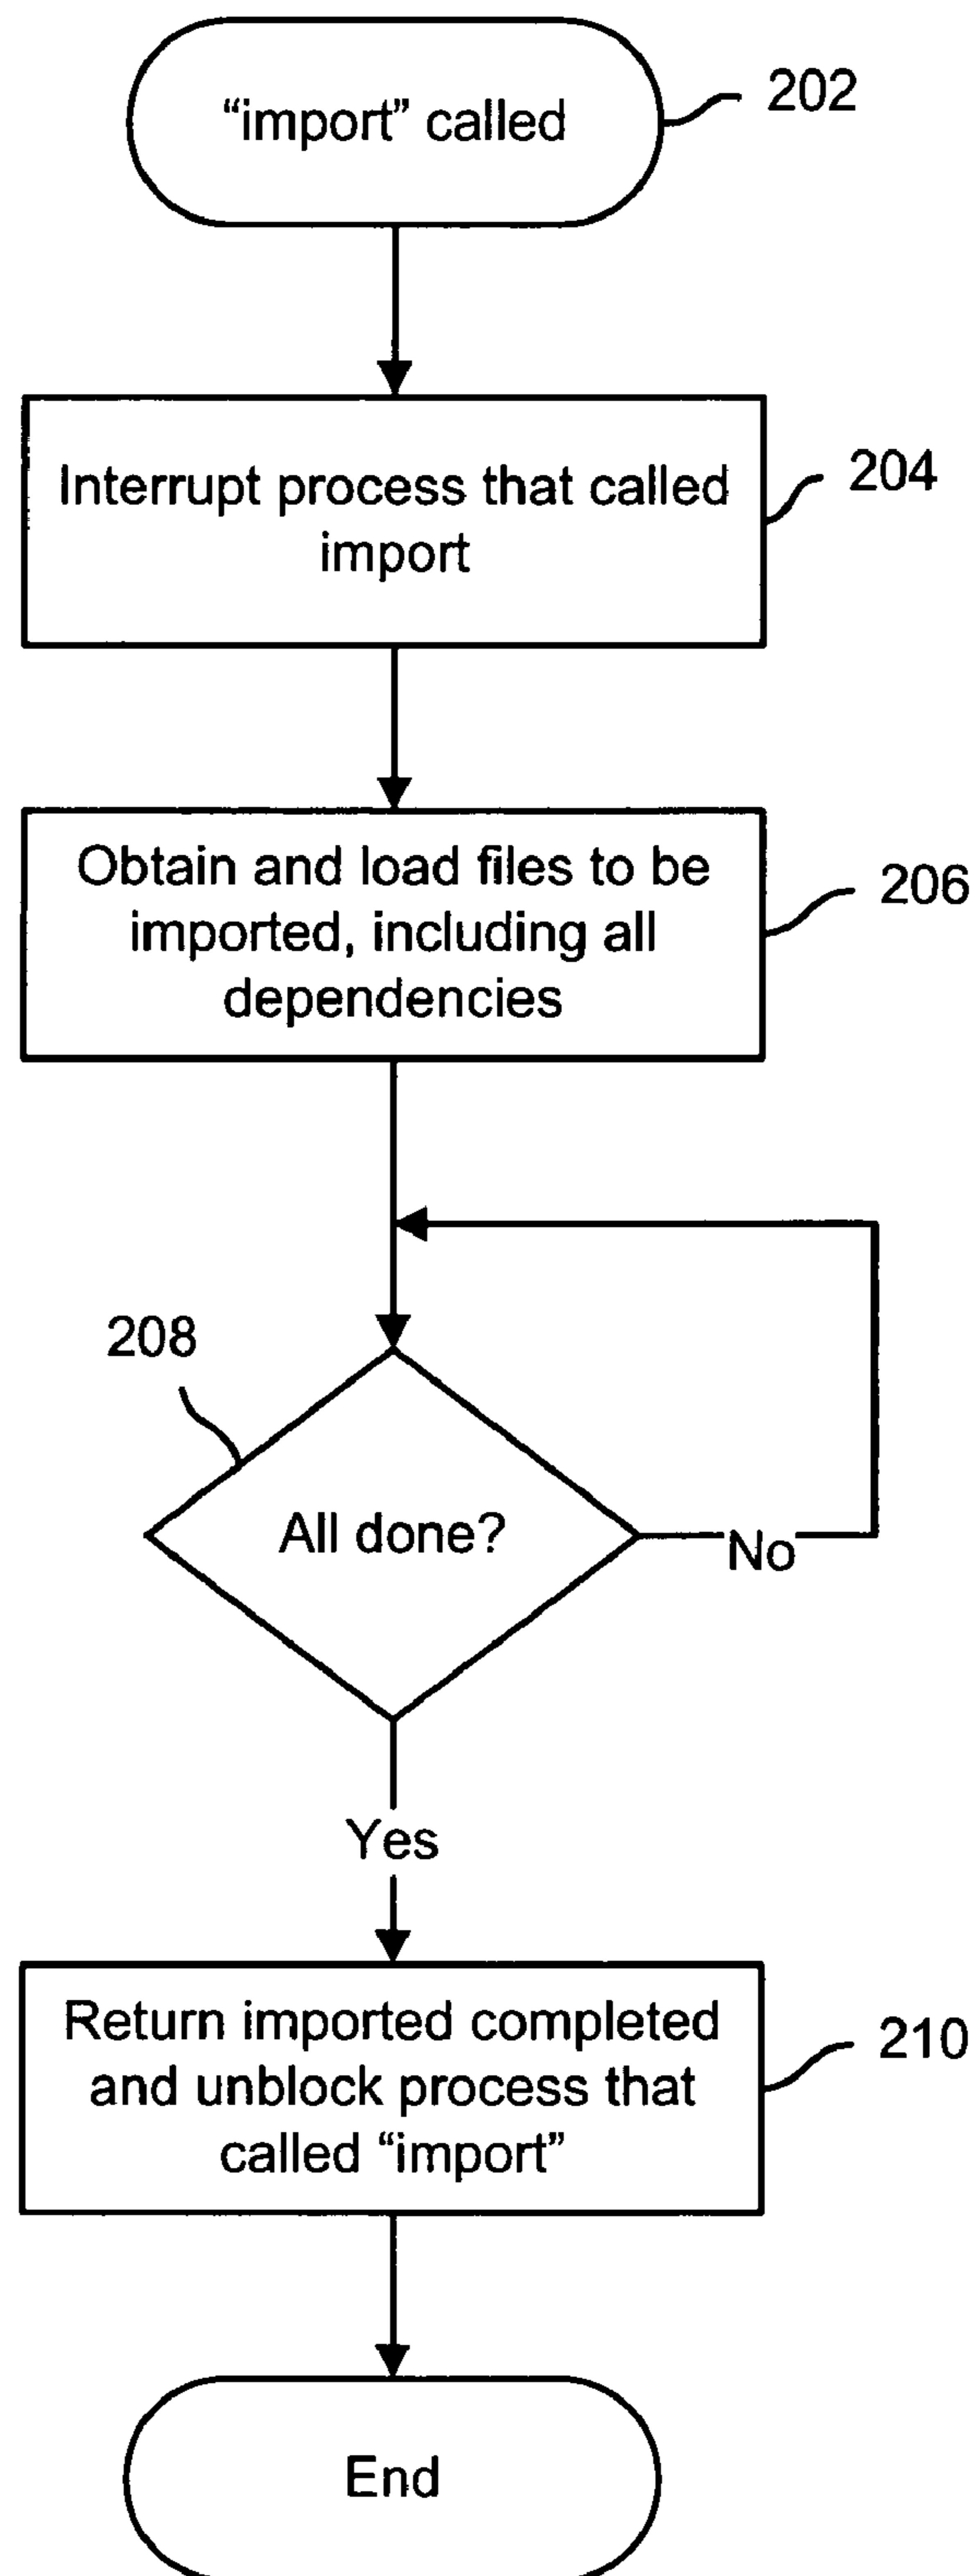 “import” called
202
Interrupt process that called
import
204
Obtain and load files to be
imported, including all
dependencies
206
208
All done?
No
Yes
Return imported completed
and unblock process that
called “import”
210
End